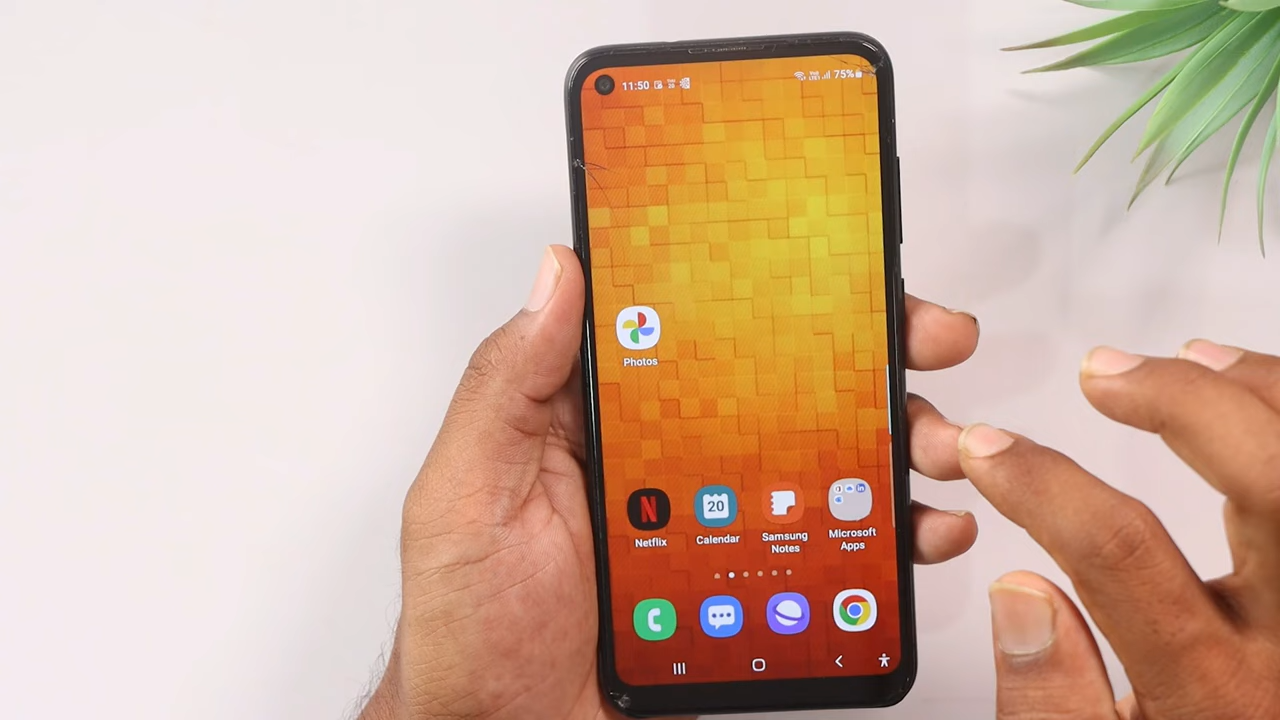 11:50
75%
Photos
N
20
Netflix
Calendar
Samsung
Notes
Microsoft
Apps